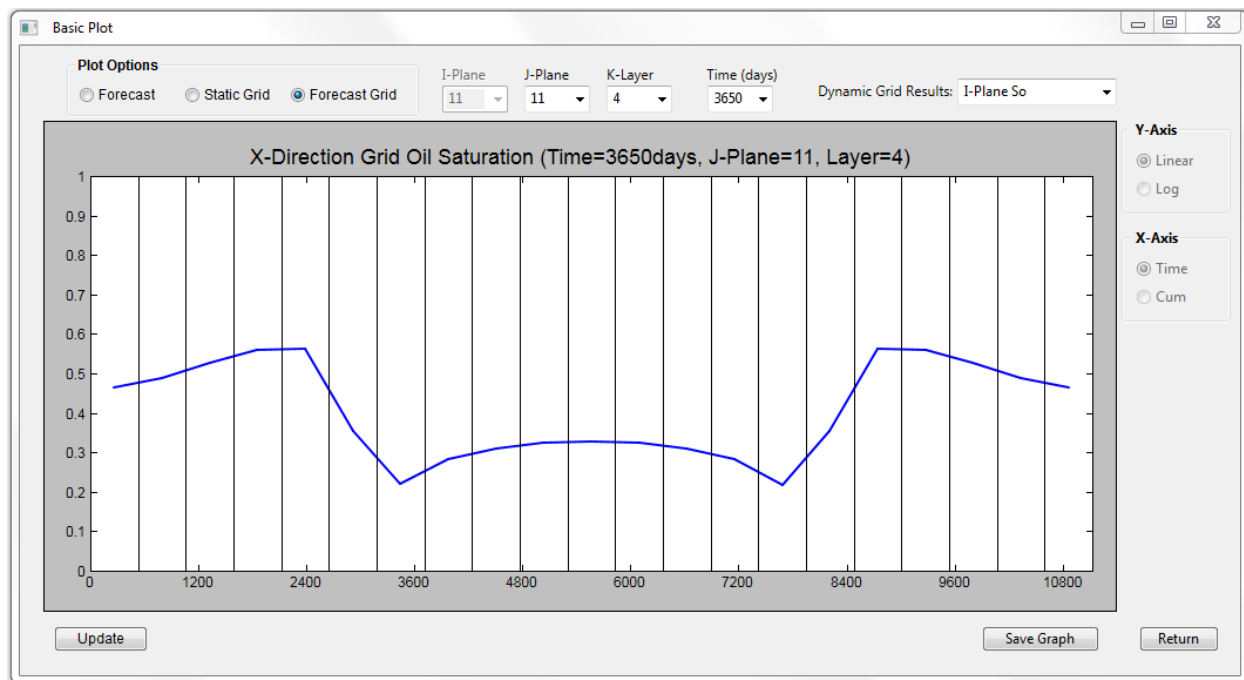 Basic Plot
Plot Options
Forecast Static Grid Forecast Grid
I-Plane J-Plane K-Layer Time (days)
11 11 4 3650
Dynamic Grid Results: I-Plane So
X-Direction Grid Oil Saturation (Time=3650days, J-Plane=11, Layer=4)
1
0.9
0.8
0.7
0.6
0.5
0.4
0.3
0.2
0.1
0
0 1200 2400 3600 4800 6000 7200 8400 9600 10800
Y-Axis
Linear
Log
X-Axis
Time
Cum
Update Save Graph Return